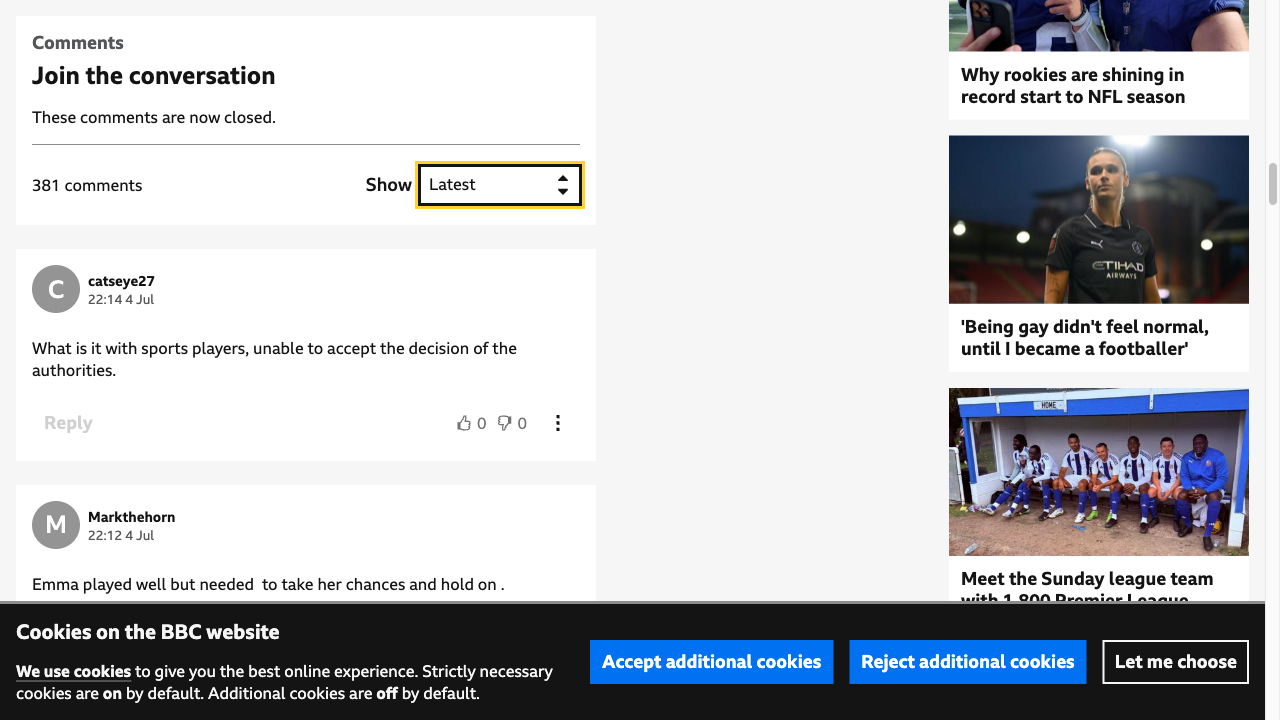 Comments
Join the conversation
These comments are now closed.
381 comments
Show
Latest
C
catseye27
22:14 4 Jul
What is it with sports players, unable to accept the decision of the
authorities.
Reply
0
0
M
Markthehorn
22:12 4 Jul
Emma played well but needed  to take her chances and hold on .
Why rookies are shining in
record start to NFL season
ETIHAD
AIRWAYS
'Being gay didn't feel normal,
until I became a footballer'
HOME
Meet the Sunday league team
with 1,800 Premier League
Cookies on the BBC website
We use cookies to give you the best online experience. Strictly necessary
cookies are on by default. Additional cookies are off by default.
Accept additional cookies
Reject additional cookies
Let me choose